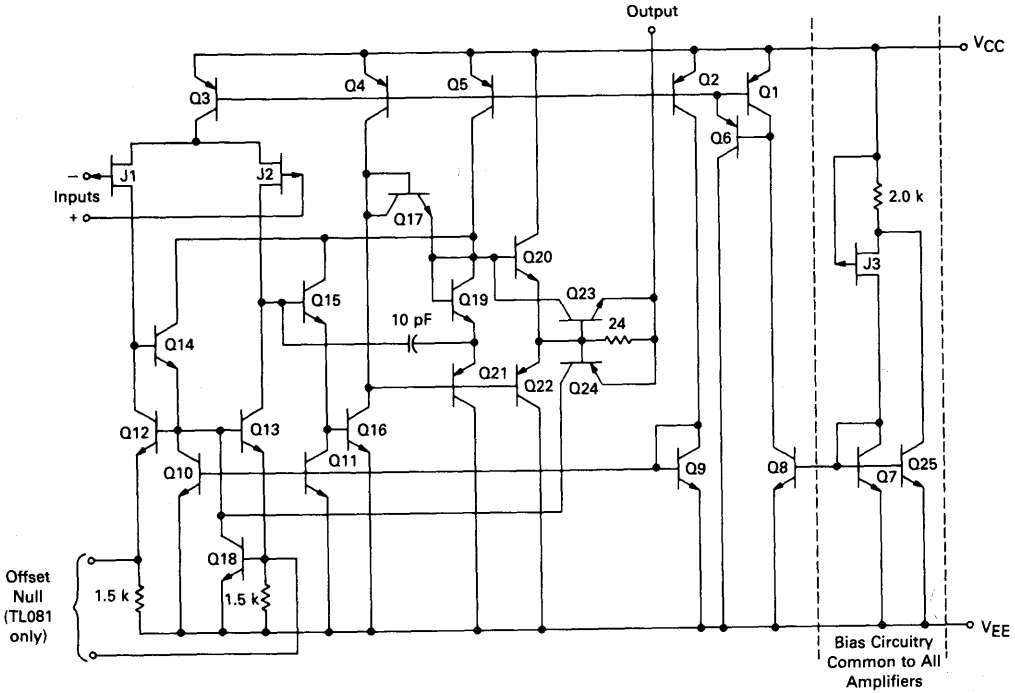 Output
VCC
Q3
Q4
Q5
Q2
Q1
Q6
− J1
J2
Inputs
+
2.0 k
Q17
J3
Q20
Q15
Q19
Q23
10 pF
24
Q14
Q21
Q22
Q24
Q12
Q13
Q16
Q10
Q11
Q9
Q8
Q7
Q25
Q18
Offset
Null
(TL081
only)
1.5 k
1.5 k
VEE
Bias Circuitry
Common to All
Amplifiers